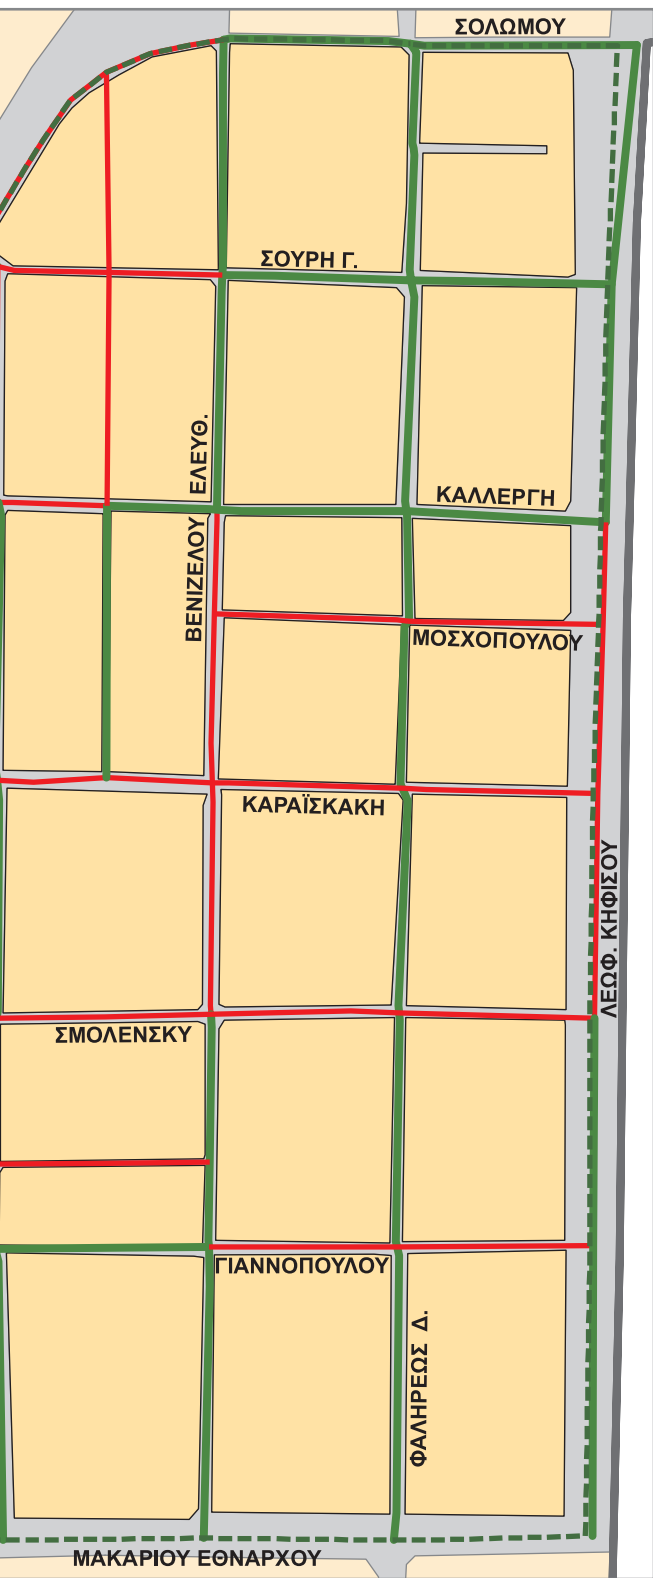 ΣΟΛΩΜΟΥ
ΣΟΥΡΗ Γ.
ΕΛΕΥΘ.
ΒΕΝΙΖΕΛΟΥ
ΚΑΛΛΕΡΓΗ
ΜΟΣΧΟΠΟΥΛΟΥ
ΚΑΡΑΪΣΚΑΚΗ
ΛΕΩΦ. ΚΗΦΙΣΟΥ
ΣΜΟΛΕΝΣΚΥ
ΓΙΑΝΝΟΠΟΥΛΟΥ
ΦΑΛΗΡΕΩΣ Δ.
ΜΑΚΑΡΙΟΥ ΕΘΝΑΡΧΟΥ